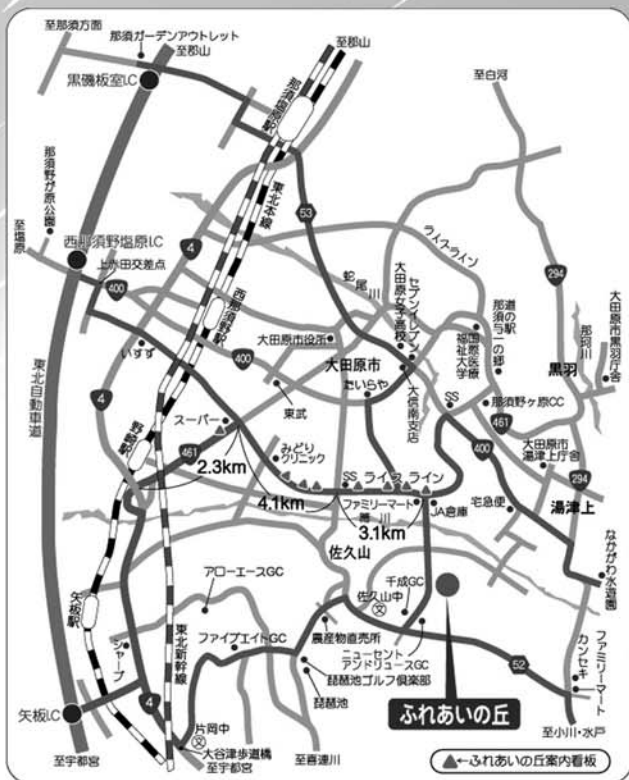 至那須方面
那須ガーデンアウトレット
至郡山
黒磯板室I.C
至郡山
那須塩原駅
至白河
東北本線
53
ライスライン
4
那須野が原公園
至塩原
西那須野塩原I.C
上赤田交差点
400
西那須野駅
蛇尾川
大田原女子高校
セブンイレブン
国際医療福祉大学
道の駅
那須与一の郷
294
那珂川
大田原市黒羽庁舎
黒羽
大田原市役所
大田原市
いすず
400
たいらや
大信南支店
東北自動車道
4
東武
SS
那須野ヶ原CC
461
スーパー
野崎駅
461
みどり
クリニック
400
大田原市
湯津上庁舎
294
2.3km
SS
ライスライン
4.1km
ファミリーマート
宅急便
湯津上
3.1km
JA倉庫
佐久山
なかがわ水遊園
アローエースGC
佐久山中
文
千成GC
矢板駅
農産物直売所
シャープ
東北新幹線
ファイブエイトGC
ニューセント
アンドリュースGC
カンセキ
ファミリーマート
琵琶池ゴルフ倶楽部
52
4
琵琶池
矢板I.C
片岡中
文
ふれあいの丘
大谷津歩道橋
至宇都宮
至宇都宮
至喜連川
至小川・水戸
▲←ふれあいの丘案内看板